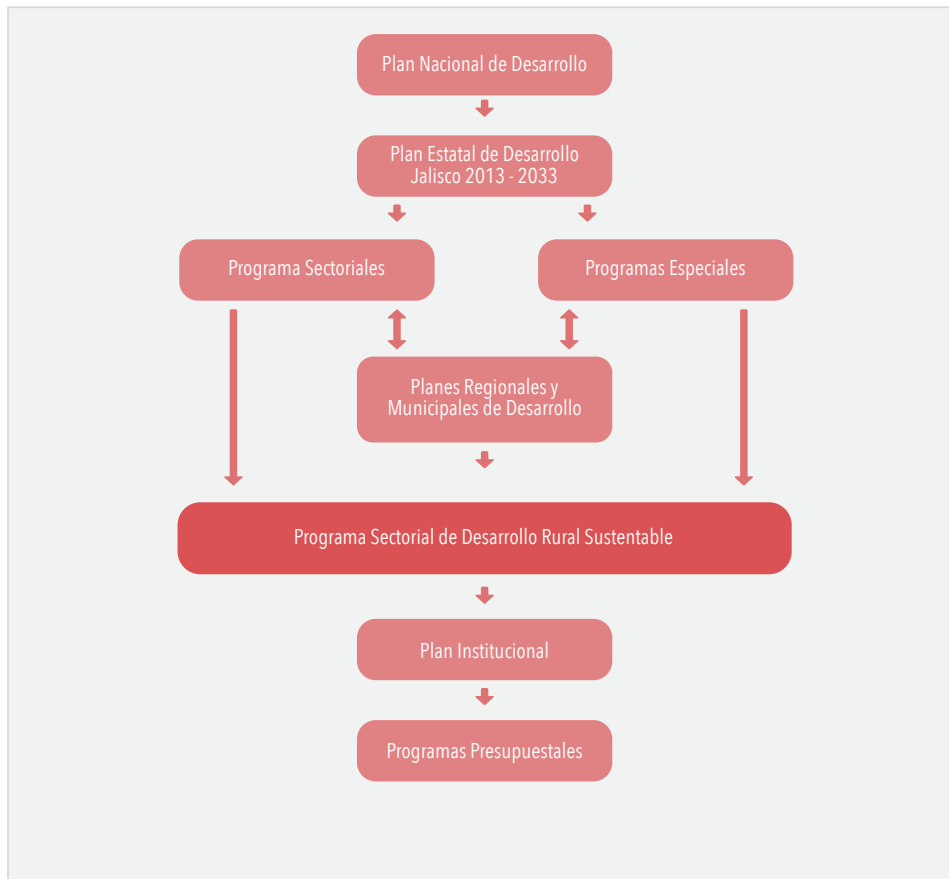 Plan Nacional de Desarrollo
Plan Estatal de Desarrollo
Jalisco 2013 - 2033
Programa Sectoriales
Programas Especiales
Planes Regionales y
Municipales de Desarrollo
Programa Sectorial de Desarrollo Rural Sustentable
Plan Institucional
Programas Presupuestales